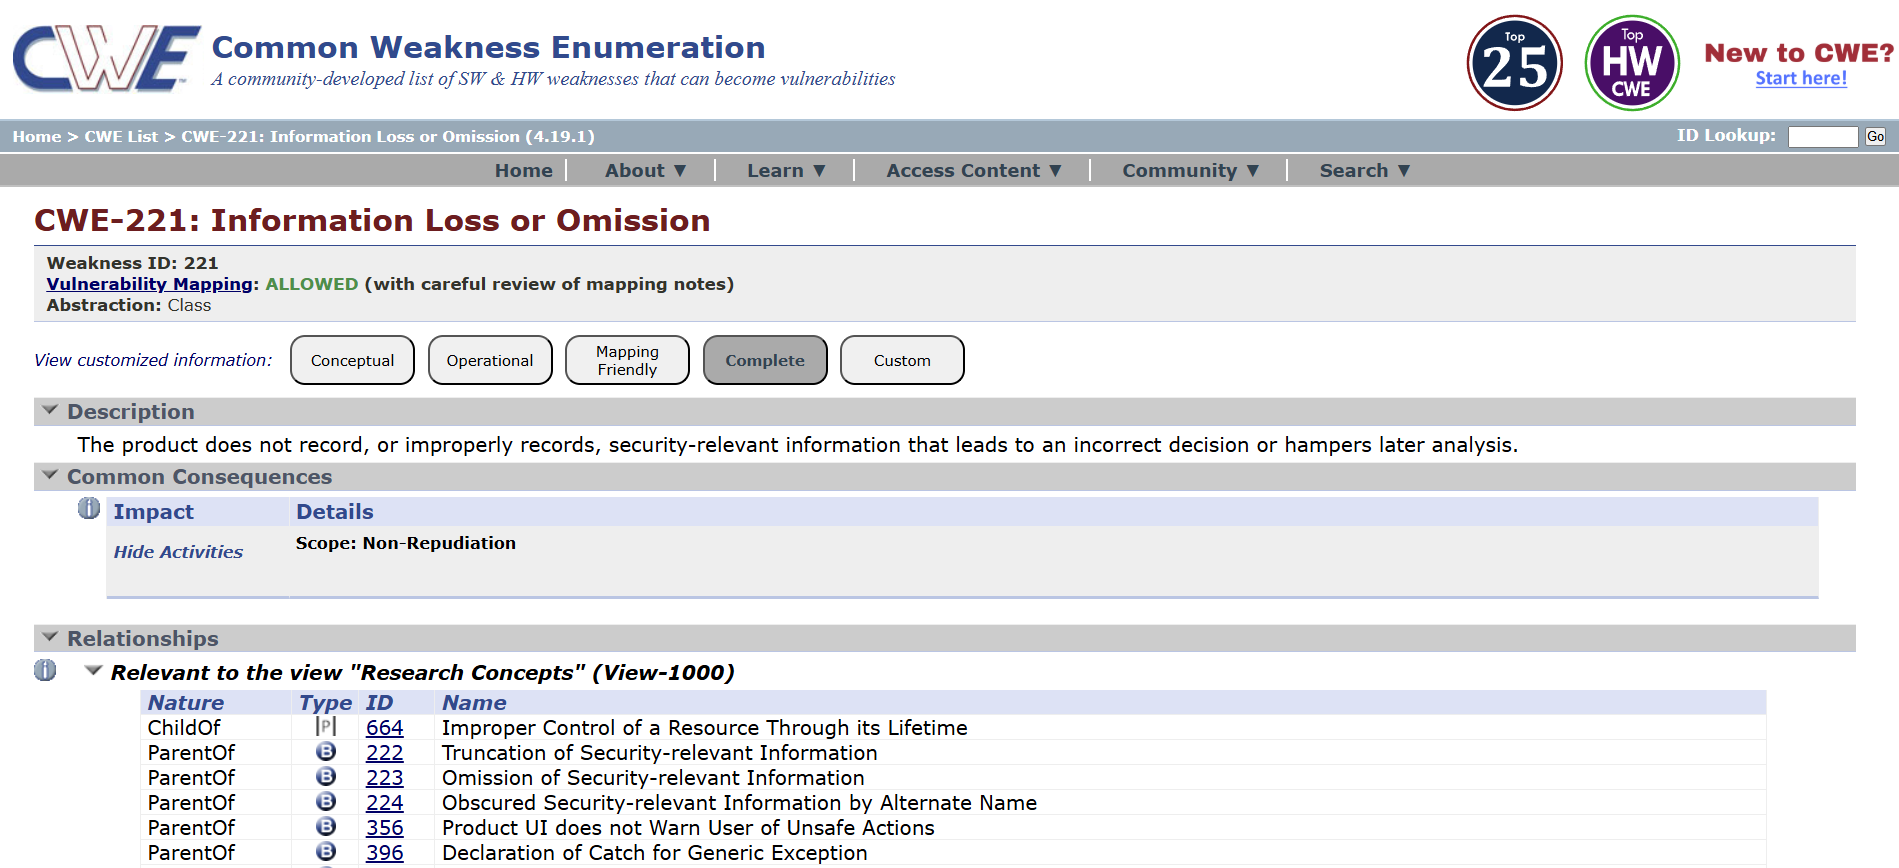 CWE
Common Weakness Enumeration
A community-developed list of SW & HW weaknesses that can become vulnerabilities
Top
25
Top
HW
CWE
New to CWE?
Start here!
Home > CWE List > CWE-221: Information Loss or Omission (4.19.1)
ID Lookup:
Go
Home
About ▼
Learn ▼
Access Content ▼
Community ▼
Search ▼
CWE-221: Information Loss or Omission
Weakness ID: 221
Vulnerability Mapping: ALLOWED (with careful review of mapping notes)
Abstraction: Class
View customized information:
Conceptual
Operational
Mapping
Friendly
Complete
Custom
Description
The product does not record, or improperly records, security-relevant information that leads to an incorrect decision or hampers later analysis.
Common Consequences
Impact Details
Hide Activities
Scope: Non-Repudiation
Relationships
Relevant to the view "Research Concepts" (View-1000)
Nature Type ID Name
ChildOf P 664 Improper Control of a Resource Through its Lifetime
ParentOf B 222 Truncation of Security-relevant Information
ParentOf B 223 Omission of Security-relevant Information
ParentOf B 224 Obscured Security-relevant Information by Alternate Name
ParentOf B 356 Product UI does not Warn User of Unsafe Actions
ParentOf B 396 Declaration of Catch for Generic Exception